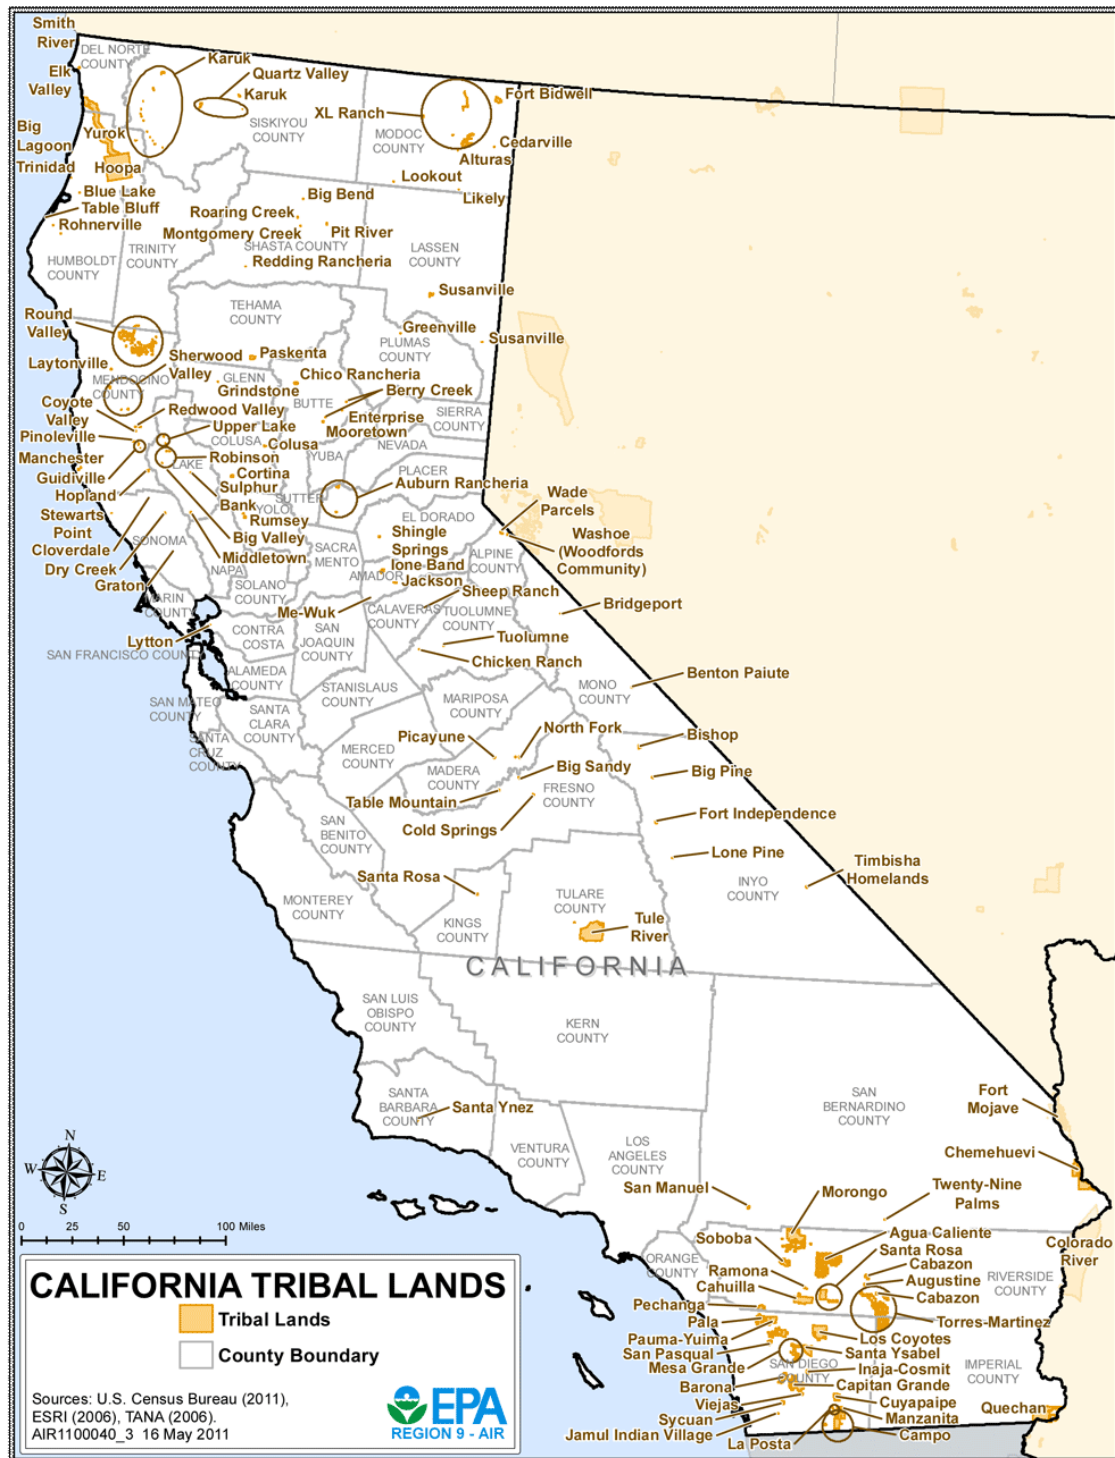 Smith
River
DEL NORTE
COUNTY
Elk
Valley
Karuk
Quartz Valley
Karuk
SISKIYOU
COUNTY
XL Ranch
MODOC
COUNTY
Fort Bidwell
Cedarville
Alturas
Lookout
Likely
Big
Lagoon
Yurok
Trinidad
Hoopa
Blue Lake
Table Bluff
Rohnerville
Big Bend
Roaring Creek
Montgomery Creek
Pit River
SHASTA COUNTY
LASSEN
COUNTY
HUMBOLDT
COUNTY
TRINITY
COUNTY
Redding Rancheria
Susanville
TEHAMA
COUNTY
Round
Valley
Greenville
PLUMAS
COUNTY
Susanville
Laytonville
Sherwood
Valley
Paskenta
MENDOCINO
COUNTY
GLENN
Grindstone
Chico Rancheria
BUTTE
Berry Creek
Coyote
Valley
Redwood Valley
Enterprise
Mooretown
SIERRA
COUNTY
Pinoleville
Upper Lake
COLUSA
Colusa
NEVADA
YUBA
Manchester
Robinson
LAKE
PLACER
Guidiville
Cortina
Auburn Rancheria
Hopland
Sulphur
Bank
SUTTER
YOLO
Stewarts
Point
Rumsey
EL DORADO
Wade
Parcels
Cloverdale
SONOMA
Big Valley
Shingle
Springs
Washoe
(Woodfords
Community)
Dry Creek
Middletown
SACRA
MENTO
ALPINE
COUNTY
Graton
NAPA
SOLANO
COUNTY
AMADOR
Ione Band
Jackson
MARIN
COUNTY
Me-Wuk
Sheep Ranch
CALAVERAS
COUNTY
TUOLUMNE
COUNTY
Bridgeport
Lytton
CONTRA
COSTA
SAN
JOAQUIN
COUNTY
Tuolumne
Chicken Ranch
SAN FRANCISCO COUNTY
ALAMEDA
COUNTY
STANISLAUS
COUNTY
MONO
COUNTY
Benton Paiute
SAN MATEO
COUNTY
SANTA
CLARA
COUNTY
MARIPOSA
COUNTY
SANTA
CRUZ
COUNTY
MERCED
COUNTY
Picayune
North Fork
Bishop
MADERA
COUNTY
Big Sandy
Big Pine
Table Mountain
FRESNO
COUNTY
Cold Springs
Fort Independence
SAN
BENITO
COUNTY
Lone Pine
Timbisha
Homelands
Santa Rosa
MONTEREY
COUNTY
KINGS
COUNTY
TULARE
COUNTY
INYO
COUNTY
Tule
River
CALIFORNIA
SAN LUIS
OBISPO
COUNTY
KERN
COUNTY
SANTA
BARBARA
COUNTY
Santa Ynez
SAN
BERNARDINO
COUNTY
Fort
Mojave
VENTURA
COUNTY
LOS
ANGELES
COUNTY
Chemehuevi
San Manuel
Morongo
Twenty-Nine
Palms
Soboba
Agua Caliente
Colorado
River
ORANGE
COUNTY
Santa Rosa
Ramona
Cabazon
Cahuilla
Augustine
RIVERSIDE
COUNTY
Pechanga
Cabazon
Pala
Torres-Martinez
Pauma-Yuima
Los Coyotes
San Pasqual
Santa Ysabel
Mesa Grande
SAN DIEGO
COUNTY
Inaja-Cosmit
IMPERIAL
COUNTY
Barona
Capitan Grande
Viejas
Cuyapaipe
Sycuan
Manzanita
Quechan
Jamul Indian Village
Campo
La Posta
N
W
E
S
0 25 50 100 Miles
CALIFORNIA TRIBAL LANDS
Tribal Lands
County Boundary
Sources: U.S. Census Bureau (2011),
ESRI (2006), TANA (2006).
AIR1100040_3 16 May 2011
EPA
REGION 9 - AIR